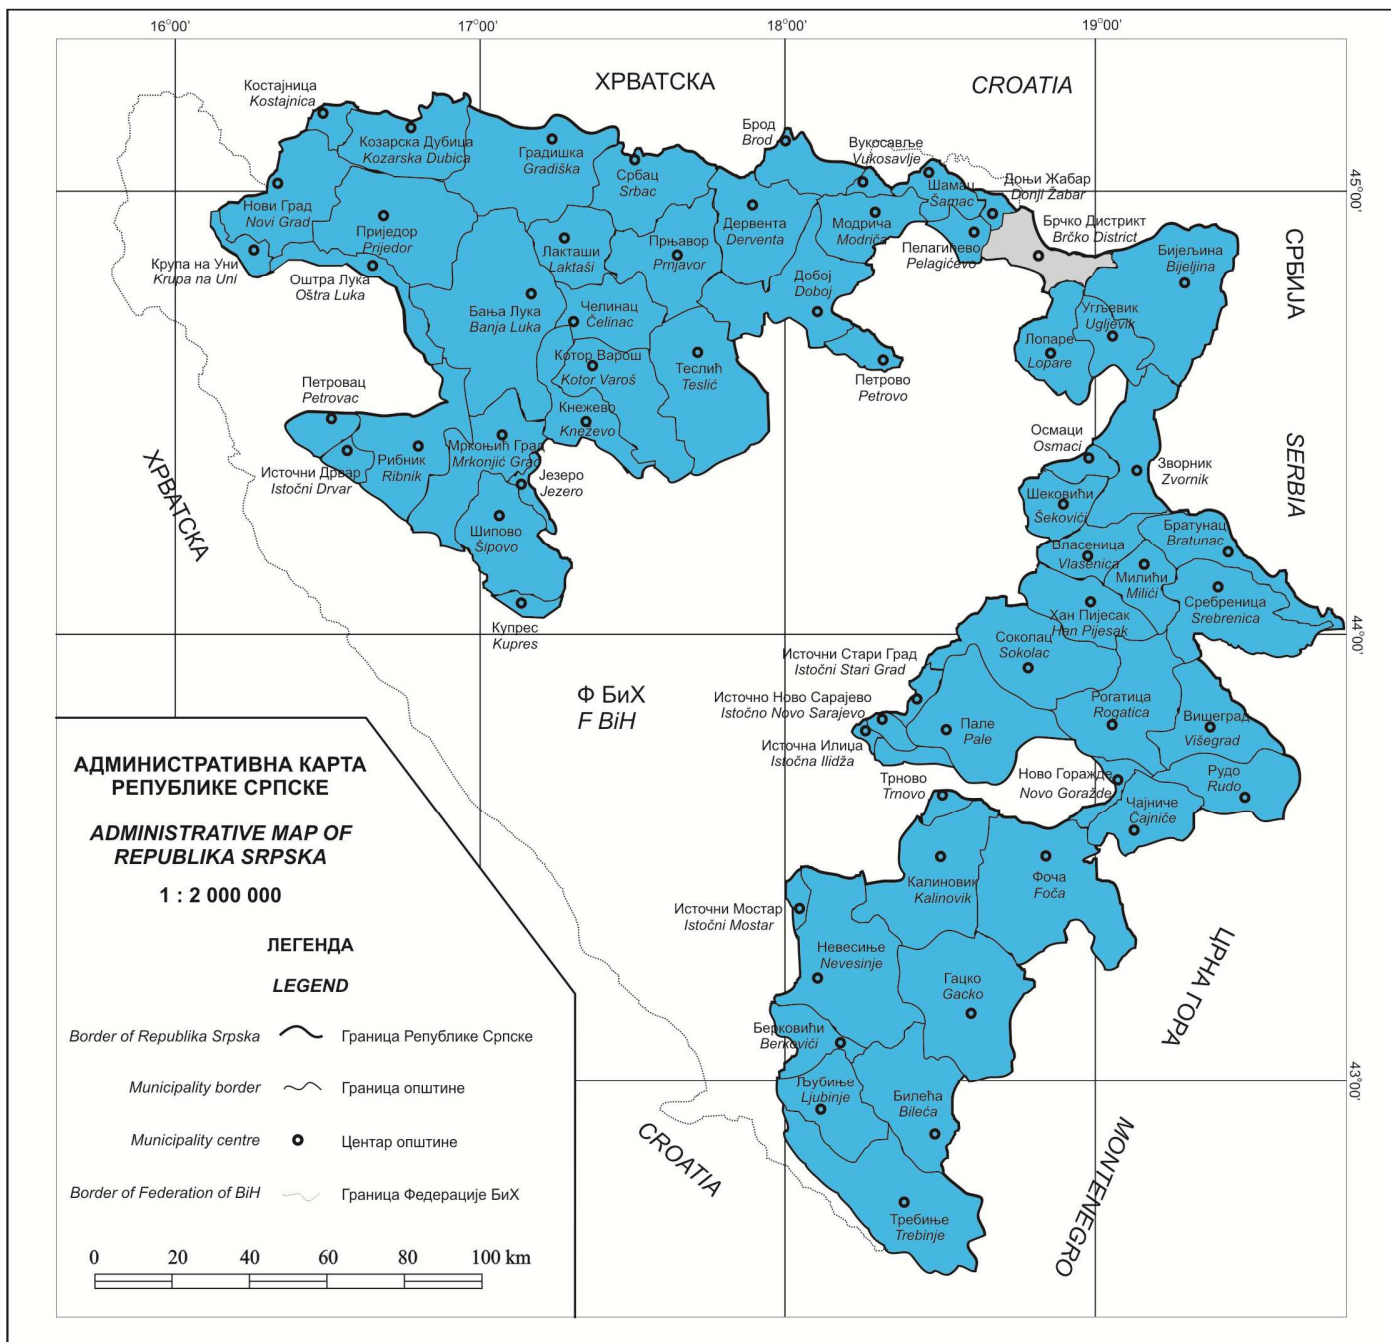 16°00'
17°00'
18°00'
19°00'
ХРВАТСКА
CROATIA
Костајница
Kostajnica
Козарска Дубица
Kozarska Dubica
Градишка
Gradiška
Србац
Srbac
Брод
Brod
Вукосавље
Vukosavlje
Шамац
Šamac
Доњи Жабар
Donji Žabar
45°00'
Нови Град
Novi Grad
Приједор
Prijedor
Лакташи
Laktaši
Прњавор
Prnjavor
Дервента
Derventa
Модрича
Modriča
Пелагићево
Pelagićevo
Брчко Дистрикт
Brčko District
Бијељина
Bijeljina
СРБИЈА
Крупа на Уни
Krupa na Uni
Оштра Лука
Oštra Luka
Бања Лука
Banja Luka
Челинац
Čelinac
Добој
Doboj
Угљевик
Ugljevik
Лопаре
Lopare
Котор Варош
Kotor Varoš
Теслић
Teslić
Петрово
Petrovo
Петровац
Petrovac
Кнежево
Kneževo
Осмаци
Osmaci
SERBIA
Источни Дрвар
Istočni Drvar
Рибник
Ribnik
Мркоњић Град
Mrkonjić Grad
Језеро
Jezero
Зворник
Zvornik
ХРВАТСКА
Шипово
Šipovo
Шековићи
Šekovići
Братунац
Bratunac
Власеница
Vlasenica
Милићи
Milići
Сребреница
Srebrenica
Хан Пијесак
Han Pijesak
Купрес
Kupres
44°00'
Соколац
Sokolac
Источни Стари Град
Istočni Stari Grad
Ф БиХ
F BiH
Источно Ново Сарајево
Istočno Novo Sarajevo
Рогатица
Rogatica
Вишеград
Višegrad
Пале
Pale
Источна Илиџа
Istočna Ilidža
Трново
Trnovo
Ново Горажде
Novo Goražde
Рудо
Rudo
Чајниче
Čajniče
Калиновик
Kalinovik
Фоча
Foča
Источни Мостар
Istočni Mostar
Невесиње
Nevesinje
Гацко
Gacko
ЦРНА ГОРА
Берковићи
Berkovići
43°00'
Љубиње
Ljubinje
Билећа
Bileća
CROATIA
MONTENEGRO
Требиње
Trebinje
АДМИНИСТРАТИВНА КАРТА
РЕПУБЛИКЕ СРПСКЕ
ADMINISTRATIVE MAP OF
REPUBLIKA SRPSKA
1 : 2 000 000
ЛЕГЕНДА
LEGEND
Border of Republika Srpska Граница Републике Српске
Municipality border Граница општине
Municipality centre Центар општине
Border of Federation of BiH Граница Федерације БиХ
0 20 40 60 80 100 km